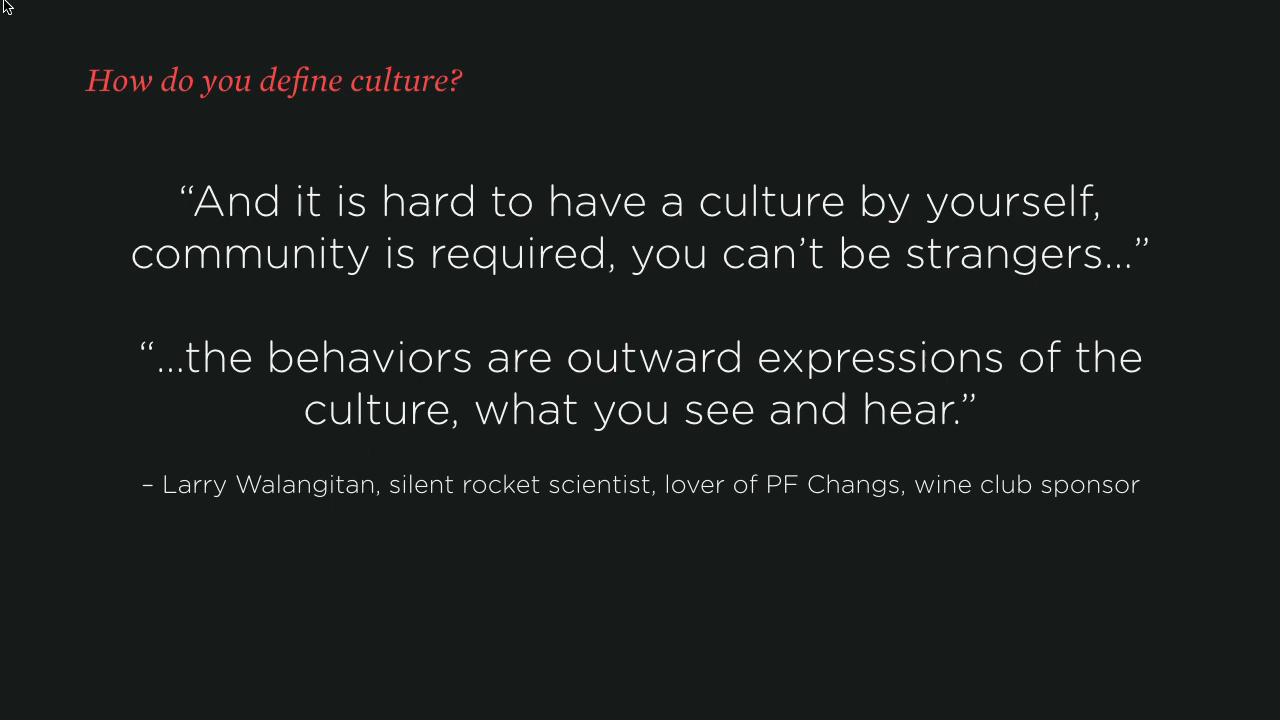 How do you define culture?
“And it is hard to have a culture by yourself,
community is required, you can’t be strangers...”
“...the behaviors are outward expressions of the
culture, what you see and hear.”
– Larry Walangitan, silent rocket scientist, lover of PF Changs, wine club sponsor